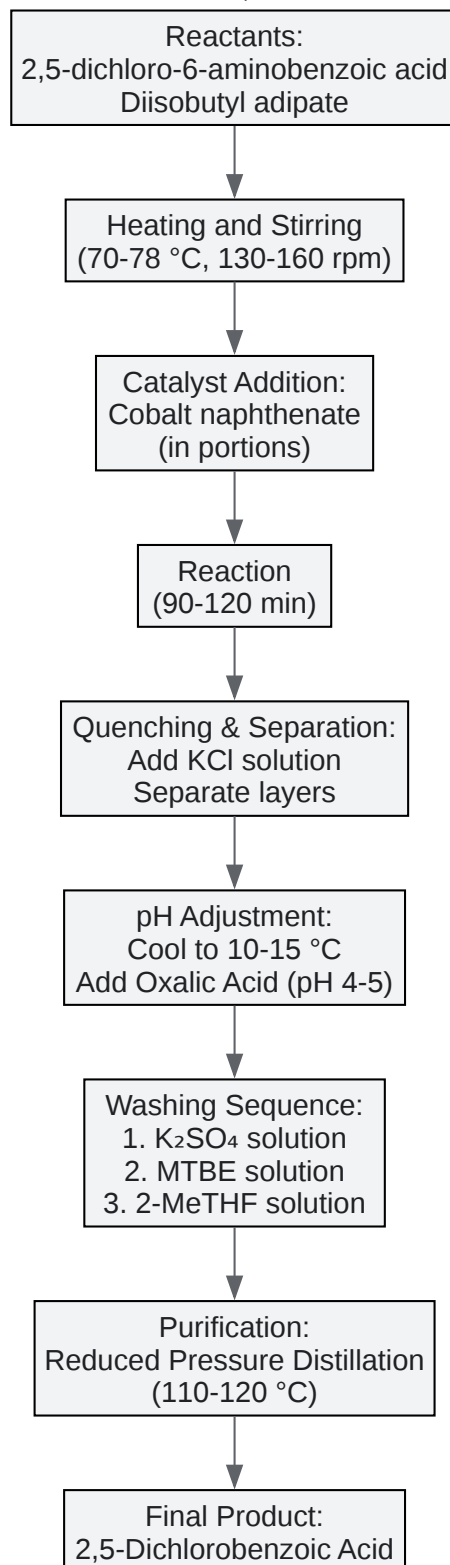 Reactants:
2,5-dichloro-6-aminobenzoic acid
Diisobutyl adipate
Heating and Stirring
(70-78 °C, 130-160 rpm)
Catalyst Addition:
Cobalt naphthenate
(in portions)
Reaction
(90-120 min)
Quenching & Separation:
Add KCl solution
Separate layers
pH Adjustment:
Cool to 10-15 °C
Add Oxalic Acid (pH 4-5)
Washing Sequence:
1. K₂SO₄ solution
2. MTBE solution
3. 2-MeTHF solution
Purification:
Reduced Pressure Distillation
(110-120 °C)
Final Product:
2,5-Dichlorobenzoic Acid